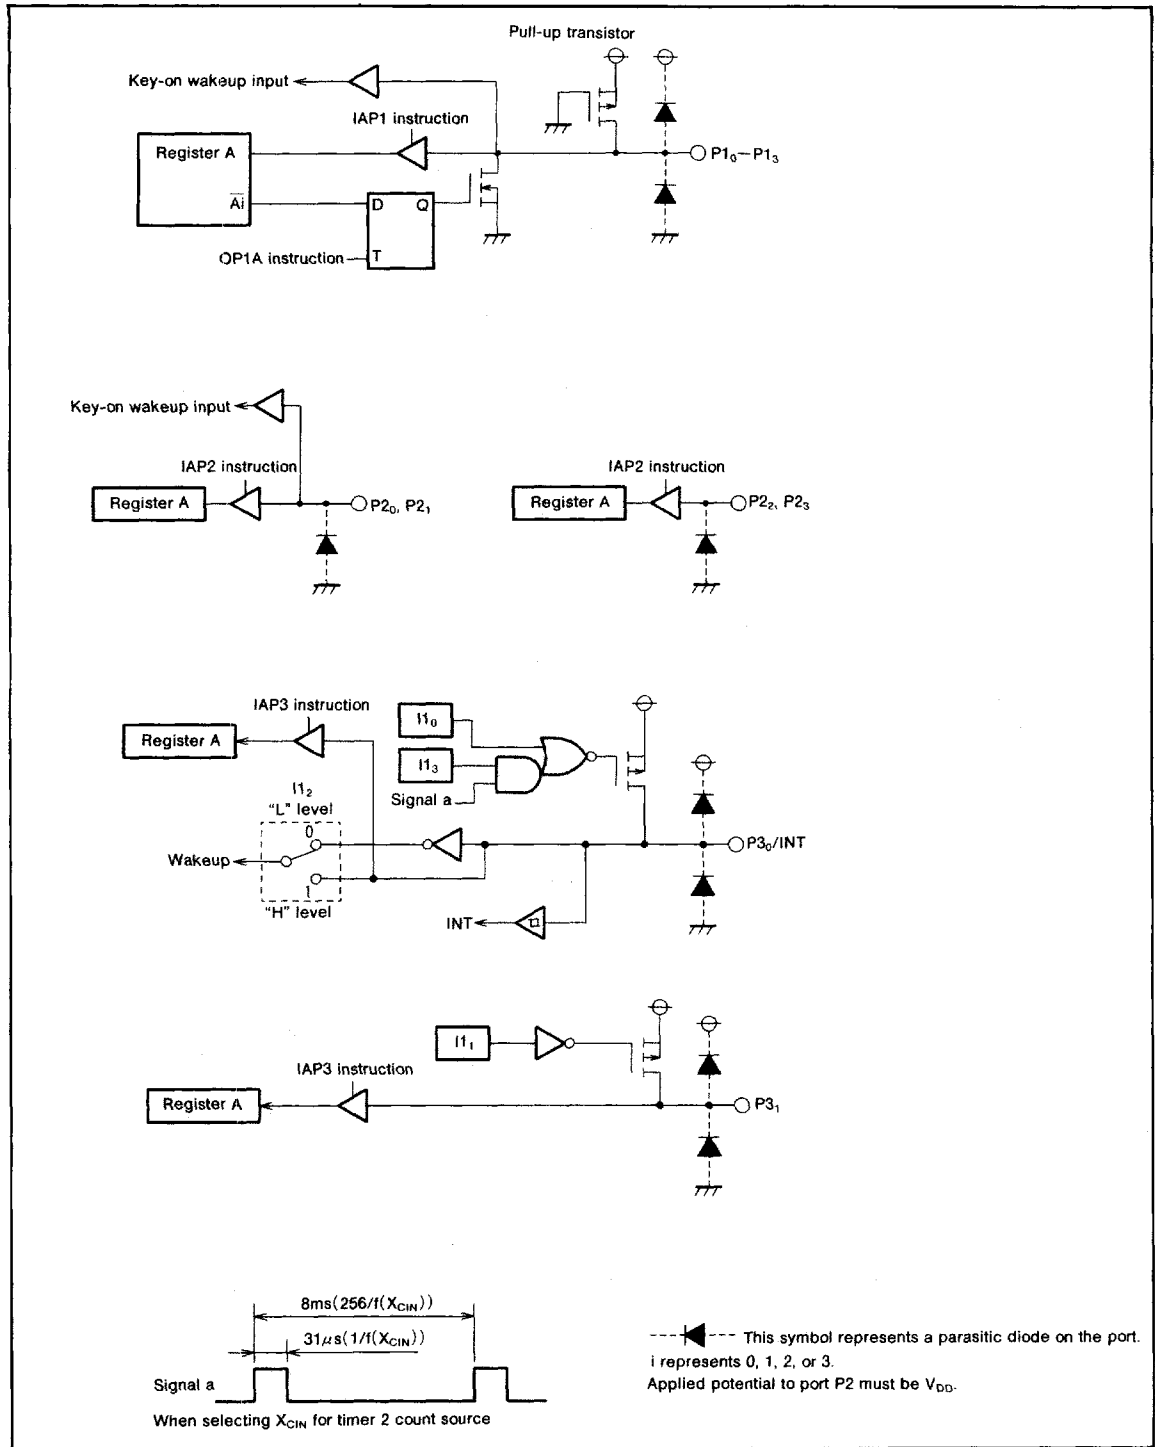 Pull-up transistor
Key-on wakeup input
IAP1 instruction
Register A
P1₀—P1₃
A̅i̅
D Q
OP1A instruction
T
Key-on wakeup input
IAP2 instruction
Register A
P2₀, P2₁
IAP2 instruction
Register A
P2₂, P2₃
IAP3 instruction
Register A
I1₀
I1₃
Signal a
I1₂
"L" level
0
Wakeup
1
"H" level
P3₀/INT
INT
I1₁
IAP3 instruction
Register A
P3₁
8ms(256/f(X_CIN))
31μs(1/f(X_CIN))
Signal a
When selecting X_CIN for timer 2 count source
This symbol represents a parasitic diode on the port.
i represents 0, 1, 2, or 3.
Applied potential to port P2 must be V_DD.